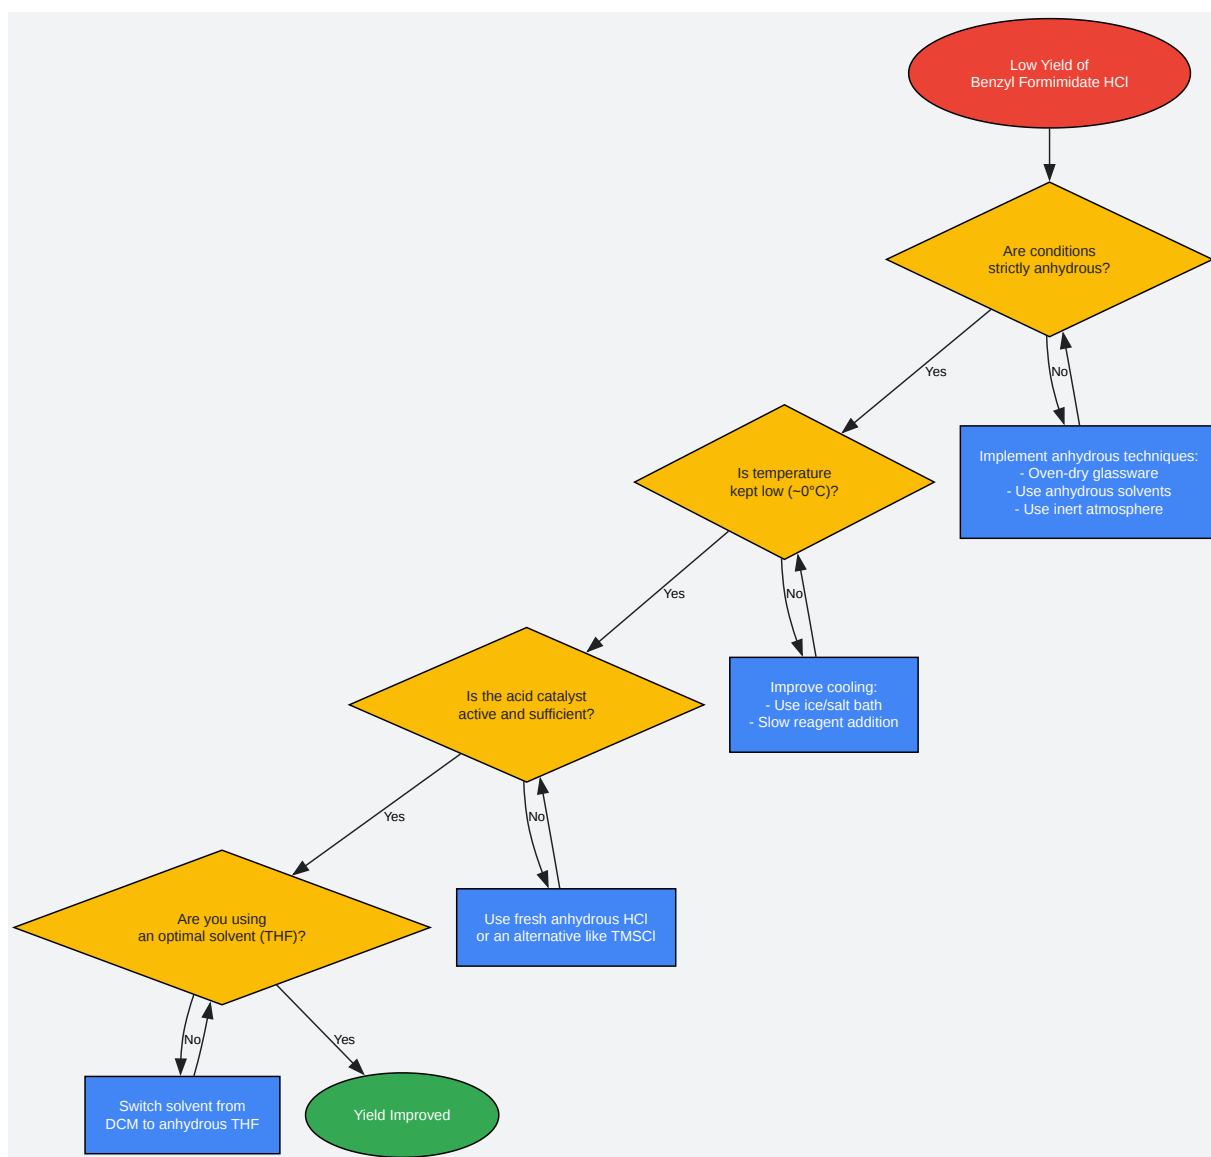 Low Yield of
Benzyl Formimidate HCl
Are conditions
strictly anhydrous?
Yes
No
Implement anhydrous techniques:
- Oven-dry glassware
- Use anhydrous solvents
- Use inert atmosphere
Is temperature
kept low (~0°C)?
Yes
No
Improve cooling:
- Use ice/salt bath
- Slow reagent addition
Is the acid catalyst
active and sufficient?
Yes
No
Use fresh anhydrous HCl
or an alternative like TMSCl
Are you using
an optimal solvent (THF)?
No
Yes
Switch solvent from
DCM to anhydrous THF
Yield Improved